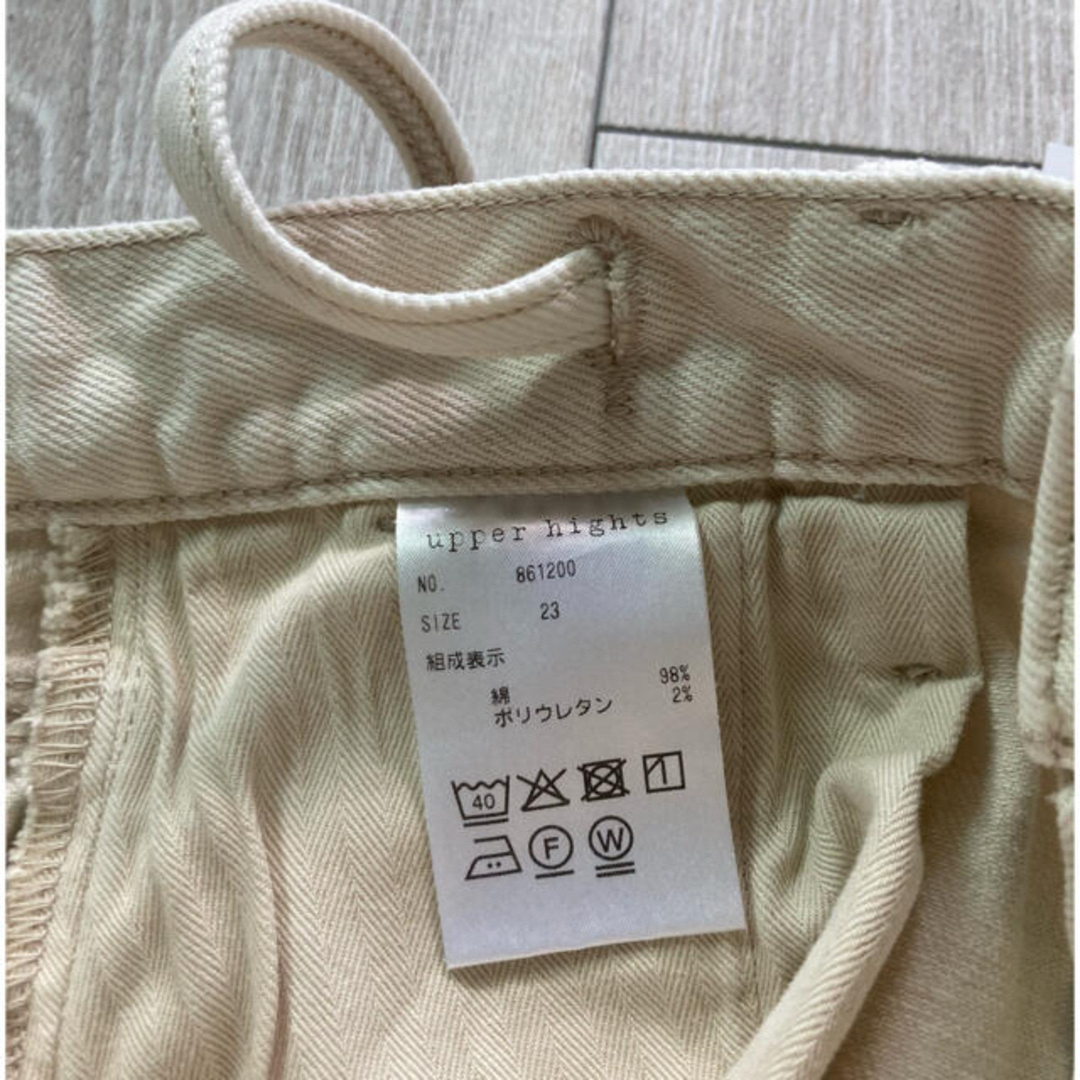 upper hights
NO. 861200
SIZE 23
組成表示
綿 98%
ポリウレタン 2%
40
F W